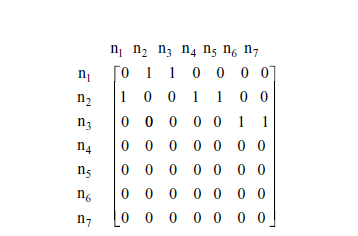 n₁ n₂ n₃ n₄ n₅ n₆ n₇
n₁ 0 1 1 0 0 0 0
n₂ 1 0 0 1 1 0 0
n₃ 0 0 0 0 0 1 1
n₄ 0 0 0 0 0 0 0
n₅ 0 0 0 0 0 0 0
n₆ 0 0 0 0 0 0 0
n₇ 0 0 0 0 0 0 0